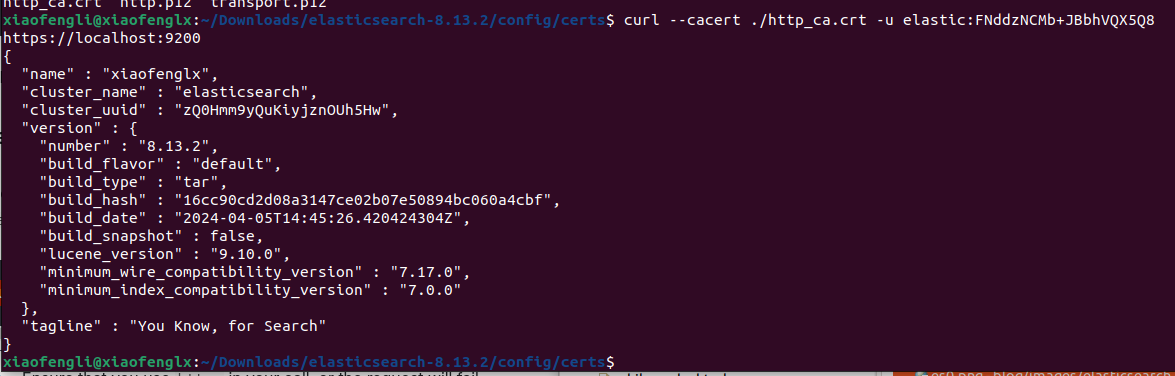 http_ca.crt  http.p12  transport.p12
xiaofengli@xiaofenglx:~/Downloads/elasticsearch-8.13.2/config/certs$ curl --cacert ./http_ca.crt -u elastic:FNddzNCMb+JBbhVQX5Q8
https://localhost:9200
{
  "name" : "xiaofenglx",
  "cluster_name" : "elasticsearch",
  "cluster_uuid" : "zQ0Hmm9yQuKiyjznOUh5Hw",
  "version" : {
    "number" : "8.13.2",
    "build_flavor" : "default",
    "build_type" : "tar",
    "build_hash" : "16cc90cd2d08a3147ce02b07e50894bc060a4cbf",
    "build_date" : "2024-04-05T14:45:26.420424304Z",
    "build_snapshot" : false,
    "lucene_version" : "9.10.0",
    "minimum_wire_compatibility_version" : "7.17.0",
    "minimum_index_compatibility_version" : "7.0.0"
  },
  "tagline" : "You Know, for Search"
}
xiaofengli@xiaofenglx:~/Downloads/elasticsearch-8.13.2/config/certs$